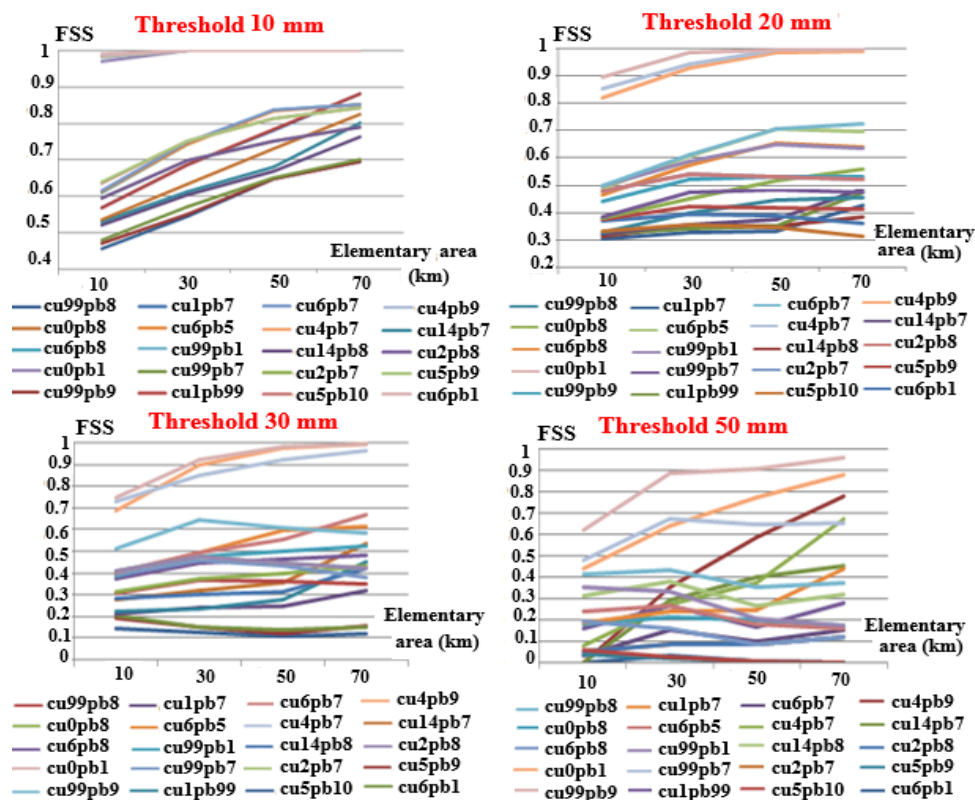 Threshold 10 mm
FSS
1
0.9
0.8
0.7
0.6
0.5
0.4
Elementary area
(km)
10 30 50 70
cu99pb8 cu1pb7 cu6pb7 cu4pb9
cu0pb8 cu6pb5 cu4pb7 cu14pb7
cu6pb8 cu99pb1 cu14pb8 cu2pb8
cu0pb1 cu99pb7 cu2pb7 cu5pb9
cu99pb9 cu1pb99 cu5pb10 cu6pb1
Threshold 20 mm
FSS
1
0.9
0.8
0.7
0.6
0.5
0.4
0.3
0.2
Elementary area
(km)
10 30 50 70
cu99pb8 cu1pb7 cu6pb7 cu4pb9
cu0pb8 cu6pb5 cu4pb7 cu14pb7
cu6pb8 cu99pb1 cu14pb8 cu2pb8
cu0pb1 cu99pb7 cu2pb7 cu5pb9
cu99pb9 cu1pb99 cu5pb10 cu6pb1
Threshold 30 mm
FSS
1
0.9
0.8
0.7
0.6
0.5
0.4
0.3
0.2
0.1
0
Elementary
area (km)
10 30 50 70
cu99pb8 cu1pb7 cu6pb7 cu4pb9
cu0pb8 cu6pb5 cu4pb7 cu14pb7
cu6pb8 cu99pb1 cu14pb8 cu2pb8
cu0pb1 cu99pb7 cu2pb7 cu5pb9
cu99pb9 cu1pb99 cu5pb10 cu6pb1
Threshold 50 mm
FSS
1
0.9
0.8
0.7
0.6
0.5
0.4
0.3
0.2
0.1
0
Elementary
area (km)
10 30 50 70
cu99pb8 cu1pb7 cu6pb7 cu4pb9
cu0pb8 cu6pb5 cu4pb7 cu14pb7
cu6pb8 cu99pb1 cu14pb8 cu2pb8
cu0pb1 cu99pb7 cu2pb7 cu5pb9
cu99pb9 cu1pb99 cu5pb10 cu6pb1